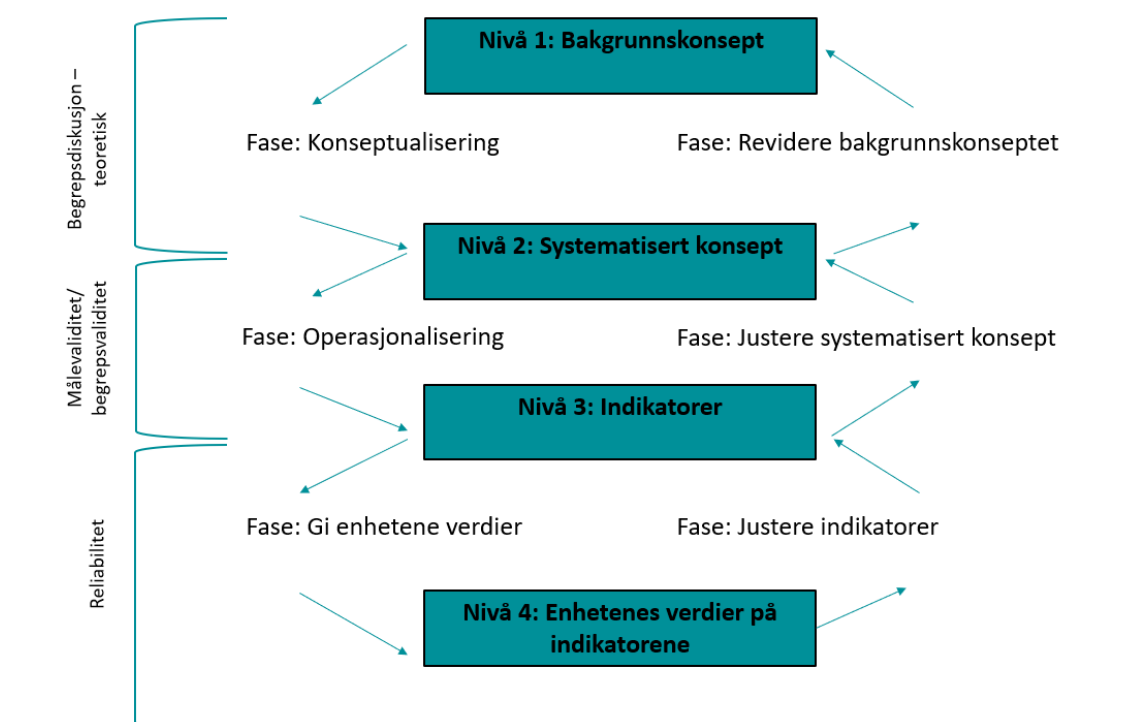 Nivå 1: Bakgrunnskonsept
Begrepsdiskusjon –
teoretisk
Fase: Konseptualisering
Fase: Revidere bakgrunnskonseptet
Nivå 2: Systematisert konsept
Målevaliditet/
begrepsvaliditet
Fase: Operasjonalisering
Fase: Justere systematisert konsept
Nivå 3: Indikatorer
Reliabilitet
Fase: Gi enhetene verdier
Fase: Justere indikatorer
Nivå 4: Enhetenes verdier på
indikatorene